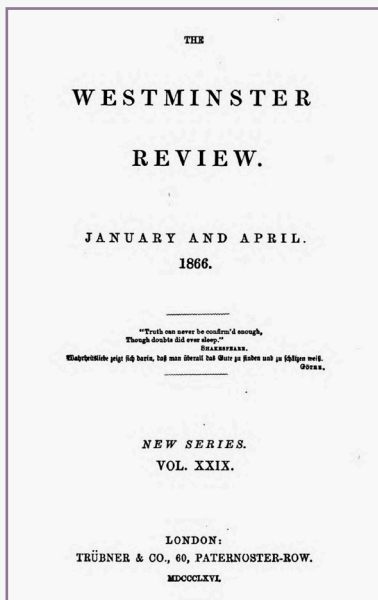 THE
WESTMINSTER
REVIEW.
JANUARY AND APRIL.
1866.
"Truth can never be confirm'd enough,
Though doubts did ever sleep."
SHAKESPEARE.
Wahrheitsliebe zeigt sich darin, daß man überall das Gute zu finden und zu schätzen weiß.
GÖTHE.
NEW SERIES.
VOL. XXIX.
LONDON:
TRÜBNER & CO., 60, PATERNOSTER-ROW.
MDCCCLXVI.